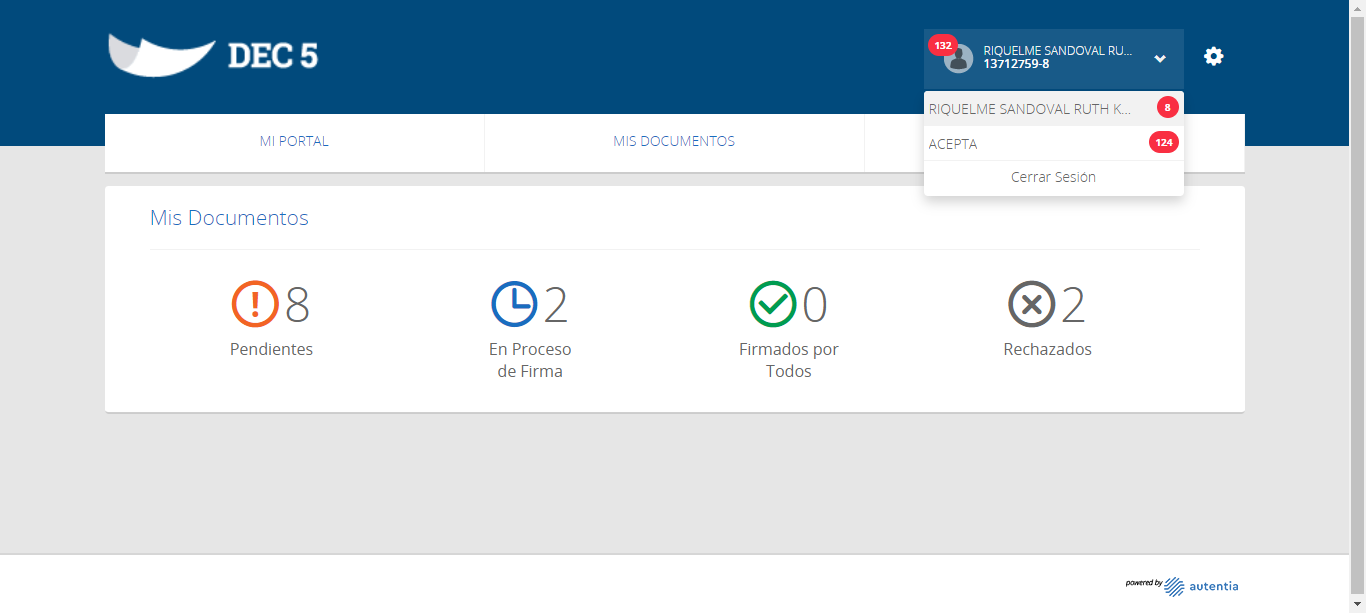 DEC 5
132
RIQUELME SANDOVAL RU...
13712759-8
RIQUELME SANDOVAL RUTH K...
8
ACEPTA
124
Cerrar Sesión
MI PORTAL
MIS DOCUMENTOS
Mis Documentos
8
Pendientes
2
En Proceso
de Firma
0
Firmados por
Todos
2
Rechazados
powered by
autentia